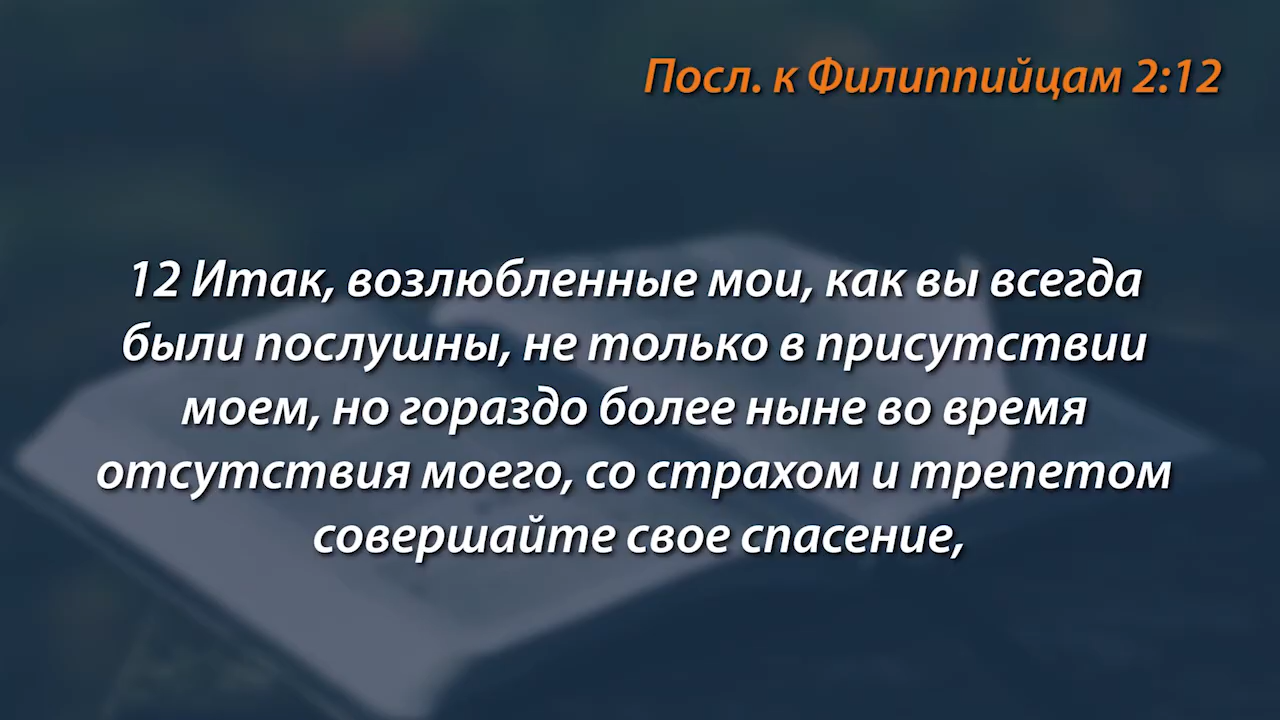 Посл. к Филиппийцам 2:12
12 Итак, возлюбленные мои, как вы всегда
были послушны, не только в присутствии
моем, но гораздо более ныне во время
отсутствия моего, со страхом и трепетом
совершайте свое спасение,